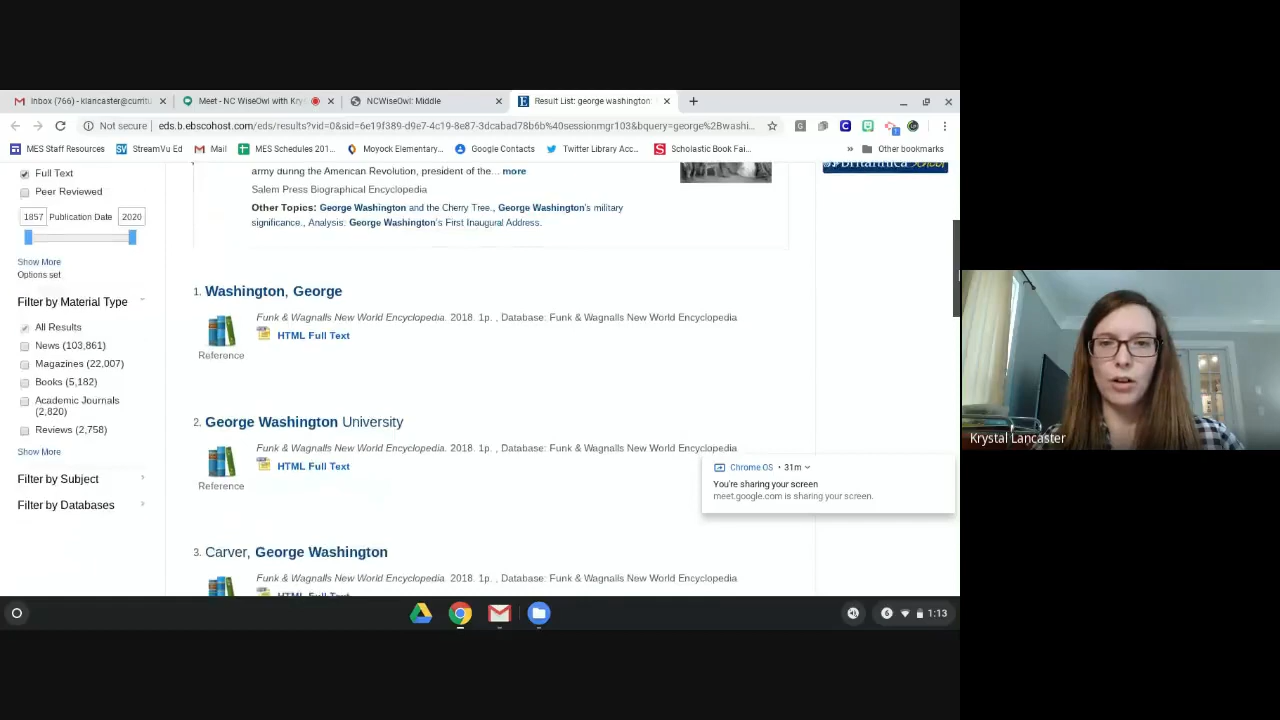 Inbox (766) - klancaster@curritu
Meet - NC WiseOwl with Krys
NCWiseOwl: Middle
Result List: george washington:
Not secure
eds.b.ebscohost.com/eds/results?vid=0&sid=6e19f389-d9e7-4c19-8e87-3dcabad78b6b%40sessionmgr103&bquery=george%2Bwashi...
MES Staff Resources
StreamVu Ed
Mail
MES Schedules 201...
Moyock Elementary...
Google Contacts
Twitter Library Acc...
Scholastic Book Fai...
»
Other bookmarks
Full Text
Peer Reviewed
1857 Publication Date 2020
Show More
Options set
Filter by Material Type
All Results
News (103,861)
Magazines (22,007)
Books (5,182)
Academic Journals
(2,820)
Reviews (2,758)
Show More
Filter by Subject
Filter by Databases
army during the American Revolution, president of the... more
Salem Press Biographical Encyclopedia
Other Topics: George Washington and the Cherry Tree., George Washington's military
significance., Analysis: George Washington's First Inaugural Address.
Britannica School
1. Washington, George
Funk & Wagnalls New World Encyclopedia. 2018. 1p. , Database: Funk & Wagnalls New World Encyclopedia
HTML Full Text
Reference
2. George Washington University
Funk & Wagnalls New World Encyclopedia. 2018. 1p. , Database: Funk & Wagnalls New World Encyclopedia
HTML Full Text
Reference
3. Carver, George Washington
Funk & Wagnalls New World Encyclopedia. 2018. 1p. , Database: Funk & Wagnalls New World Encyclopedia
HTML Full Text
Chrome OS • 31m
You're sharing your screen
meet.google.com is sharing your screen.
6
1:13
Krystal Lancaster